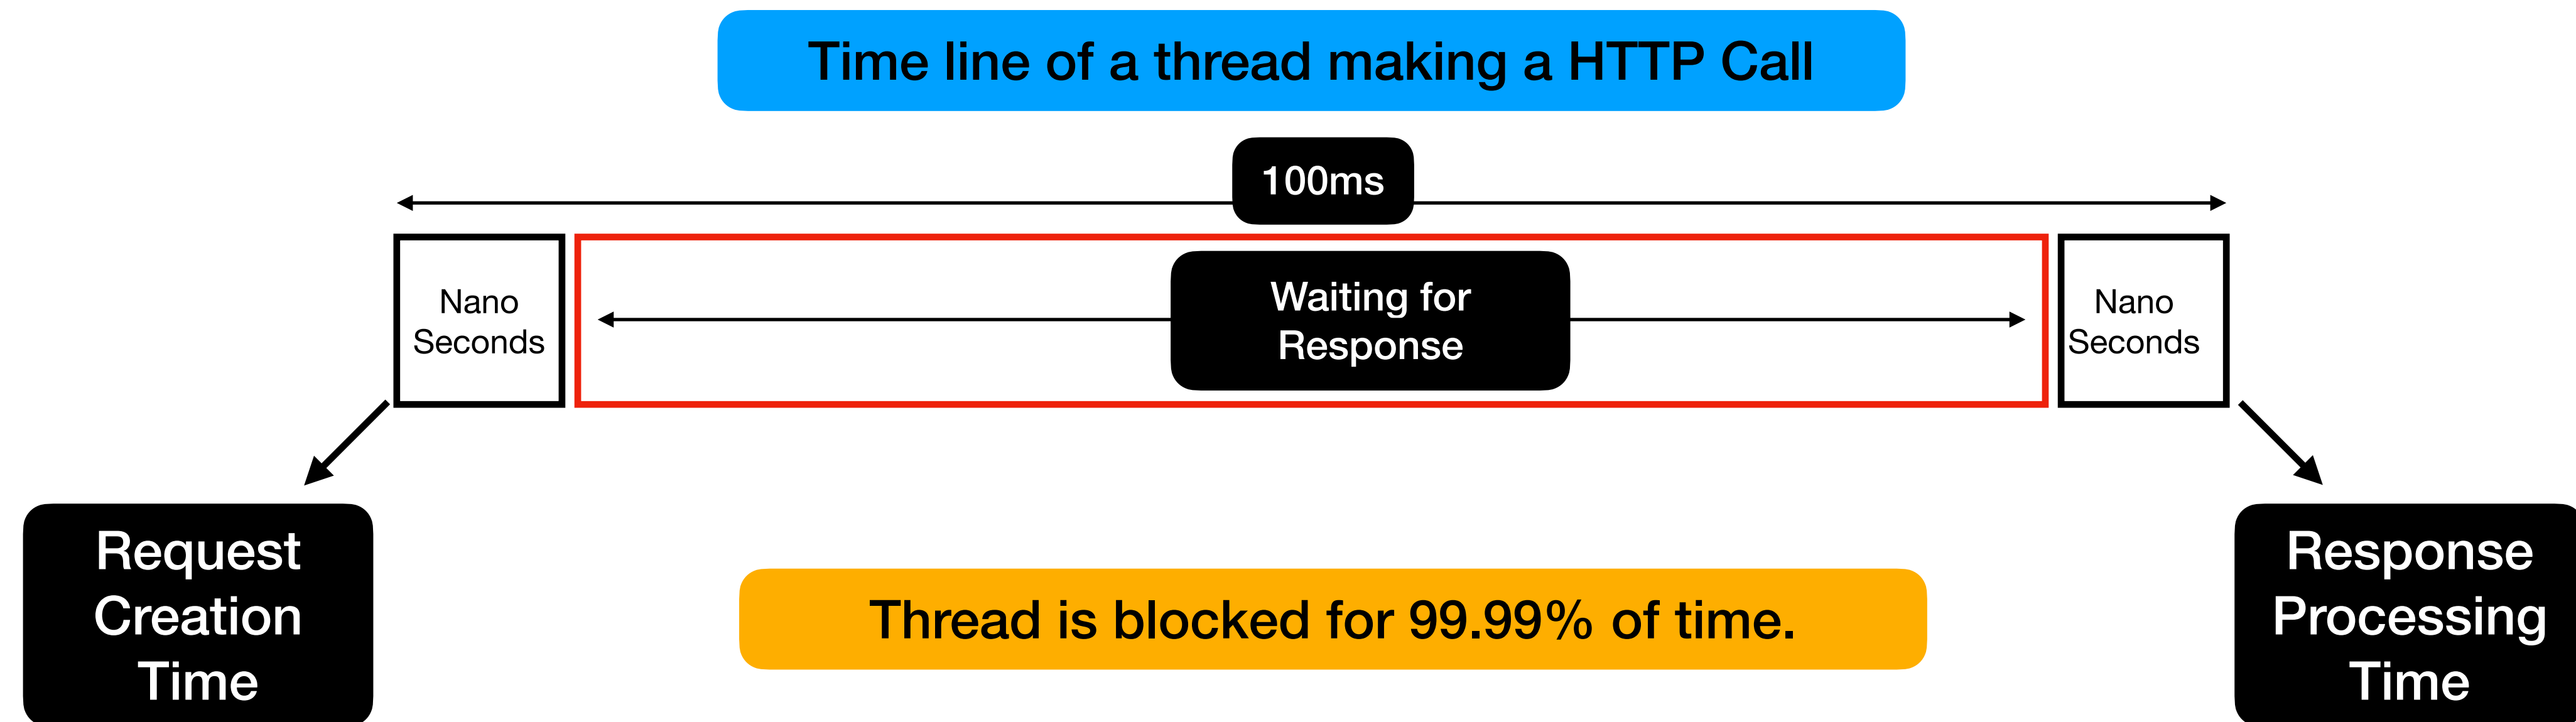 Time line of a thread making a HTTP Call
100ms
Nano
Seconds
Waiting for
Response
Nano
Seconds
Request
Creation
Time
Thread is blocked for 99.99% of time.
Response
Processing
Time